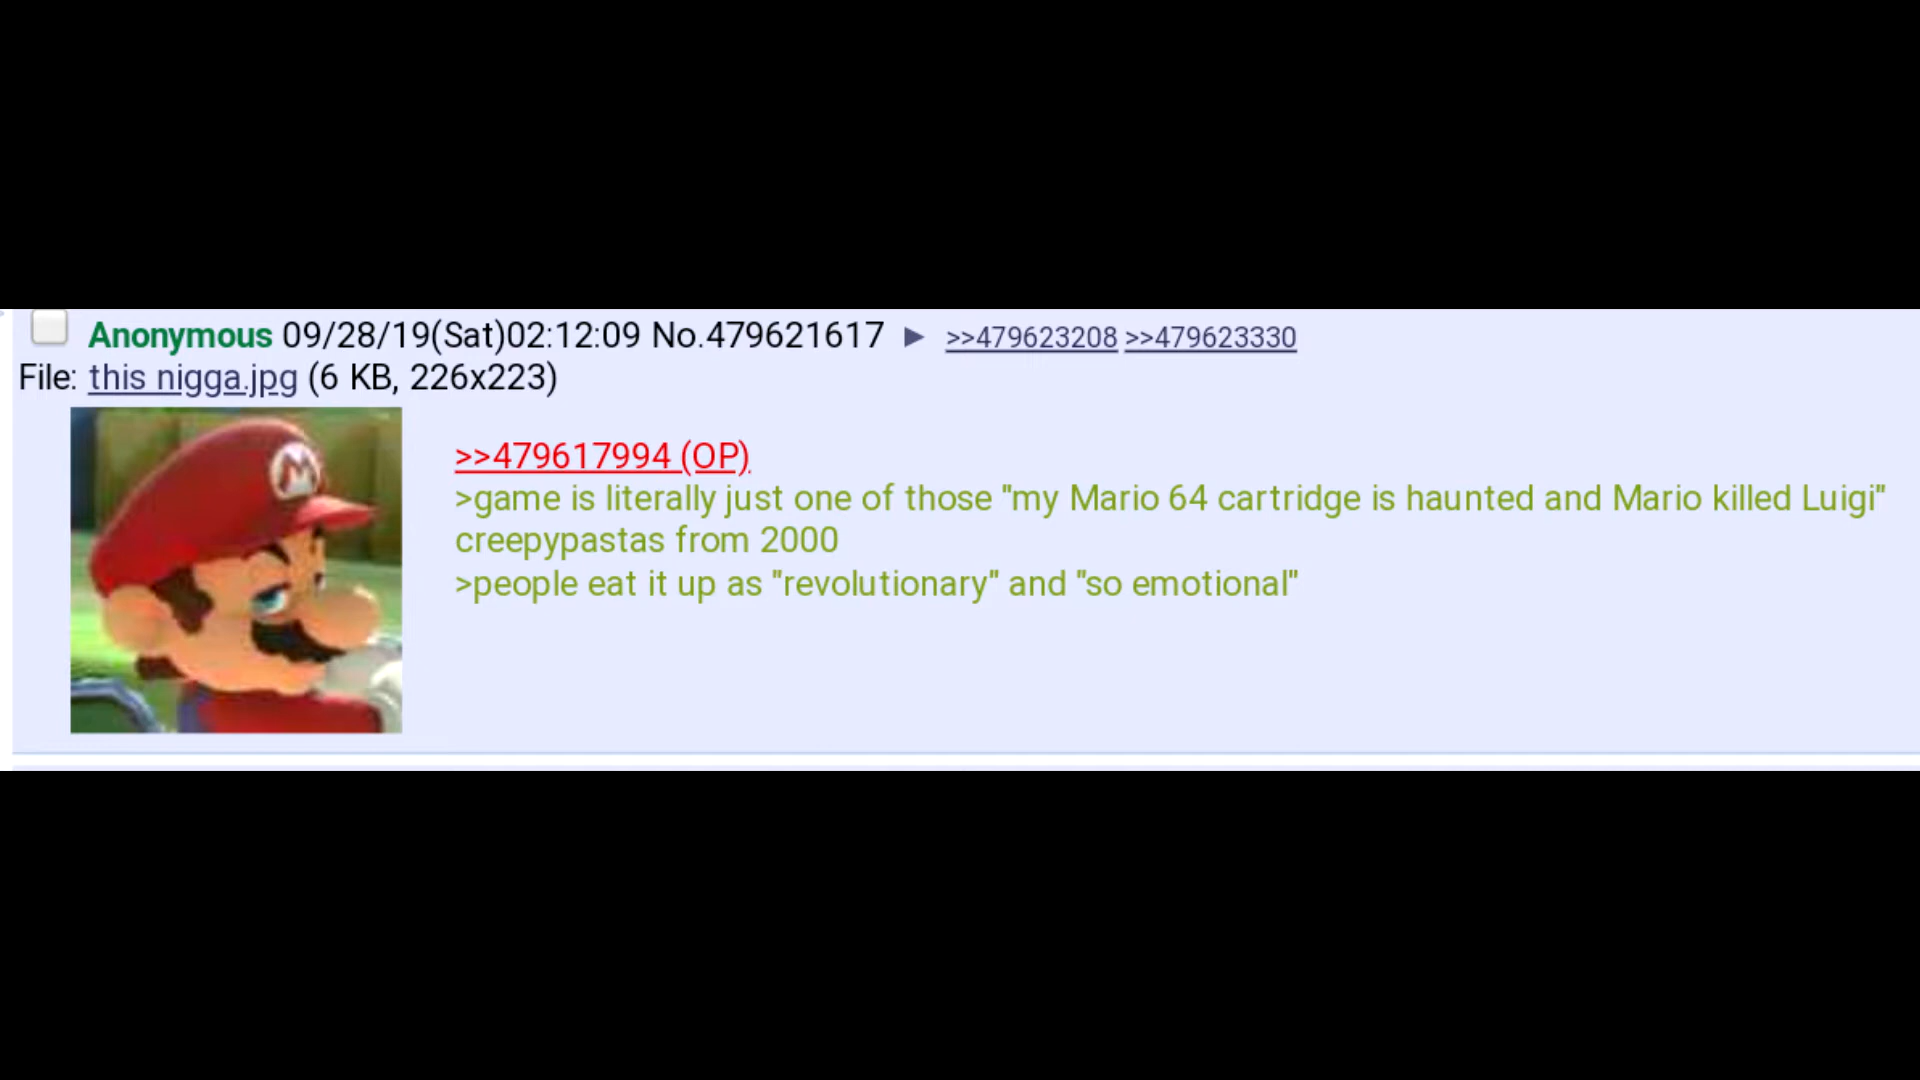 Anonymous 09/28/19(Sat)02:12:09 No.479621617 ▶ >>479623208 >>479623330
File: this nigga.jpg (6 KB, 226x223)
M
>>479617994 (OP)
>game is literally just one of those "my Mario 64 cartridge is haunted and Mario killed Luigi"
creepypastas from 2000
>people eat it up as "revolutionary" and "so emotional"